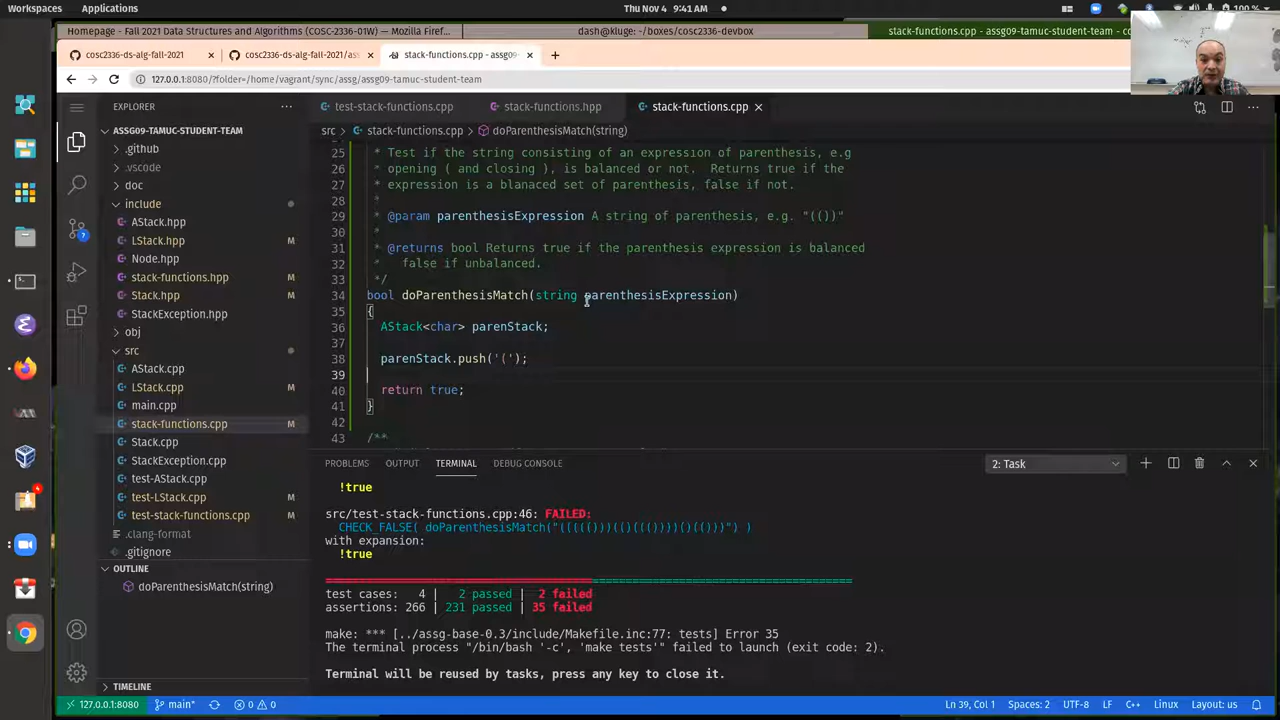 Workspaces Applications Thu Nov 4 9:41 AM 100 %
Homepage - Fall 2021 Data Structures and Algorithms (COSC-2336-01W) — Mozilla Firef... dash@kluge: ~/boxes/cosc2336-devbox stack-functions.cpp - assg09-tamuc-student-team - co
cosc2336-ds-alg-fall-2021 × cosc2336-ds-alg-fall-2021/ass × stack-functions.cpp - assg09- × +
127.0.0.1:8080/?folder=/home/vagrant/sync/assg/assg09-tamuc-student-team
EXPLORER ... test-stack-functions.cpp stack-functions.hpp stack-functions.cpp ×
ASSG09-TAMUC-STUDENT-TEAM
src > stack-functions.cpp > doParenthesisMatch(string)
.github
.vscode
doc
include
AStack.hpp
LStack.hpp M
Node.hpp
stack-functions.hpp M
Stack.hpp M
StackException.hpp
obj
src
AStack.cpp
LStack.cpp M
main.cpp
stack-functions.cpp M
Stack.cpp
StackException.cpp
test-AStack.cpp
test-LStack.cpp M
test-stack-functions.cpp M
.clang-format
.gitignore
OUTLINE
doParenthesisMatch(string)
TIMELINE
25 * Test if the string consisting of an expression of parenthesis, e.g
26 * opening ( and closing ), is balanced or not. Returns true if the
27 * expression is a blanaced set of parenthesis, false if not.
28 *
29 * @param parenthesisExpression A string of parenthesis, e.g. "(())"
30 *
31 * @returns bool Returns true if the parenthesis expression is balanced
32 * false if unbalanced.
33 */
34 bool doParenthesisMatch(string parenthesisExpression)
35 {
36 AStack<char> parenStack;
37
38 parenStack.push('(');
39
40 return true;
41 }
42
43 /**
PROBLEMS OUTPUT TERMINAL DEBUG CONSOLE 2: Task
!true
src/test-stack-functions.cpp:46: FAILED:
CHECK_FALSE( doParenthesisMatch("((((()))(()((())))()(()))") )
with expansion:
!true
test cases: 4 | 2 passed | 2 failed
assertions: 266 | 231 passed | 35 failed
make: *** [../assg-base-0.3/include/Makefile.inc:77: tests] Error 35
The terminal process "/bin/bash '-c', 'make tests'" failed to launch (exit code: 2).
Terminal will be reused by tasks, press any key to close it.
127.0.0.1:8080 main* 0 0 Ln 39, Col 1 Spaces: 2 UTF-8 LF C++ Linux Layout: us